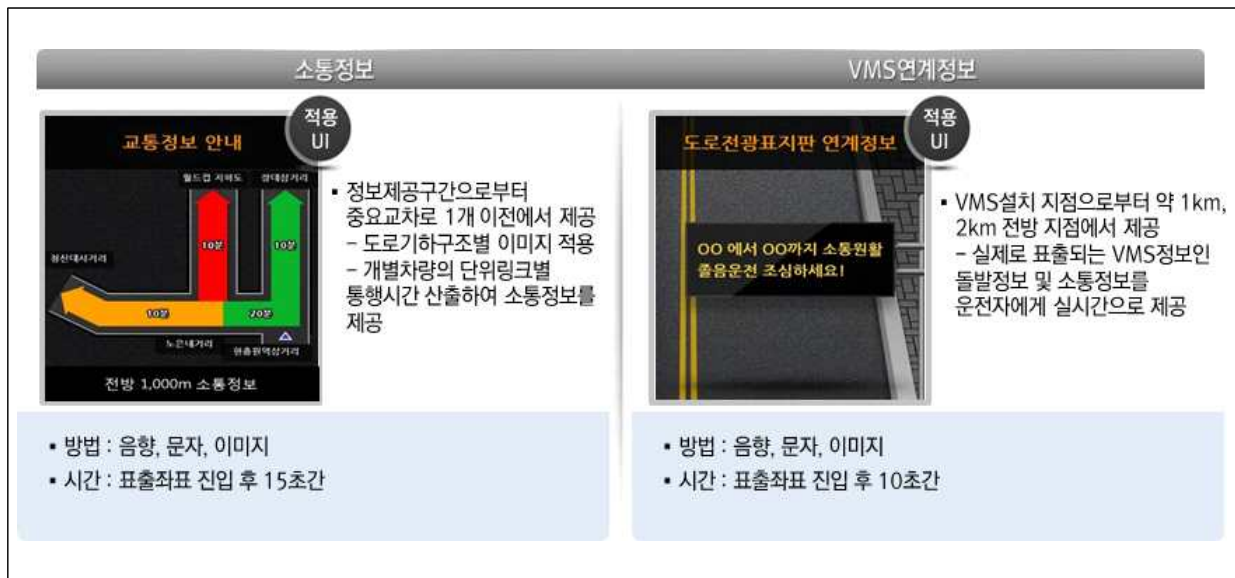 소통정보
적용
UI
교통정보 안내
월드컵 지하도
장대삼거리
10분
10분
장산대사거리
10분
20분
노은네거리
현충원역삼거리
전방 1,000m 소통정보
▪ 정보제공구간으로부터
중요교차로 1개 이전에서 제공
– 도로기하구조별 이미지 적용
– 개별차량의 단위링크별
통행시간 산출하여 소통정보를
제공
▪ 방법 : 음향, 문자, 이미지
▪ 시간 : 표출좌표 진입 후 15초간
VMS연계정보
적용
UI
도로전광표지판 연계정보
OO 에서 OO까지 소통원활
졸음운전 조심하세요!
▪ VMS설치 지점으로부터 약 1km,
2km 전방 지점에서 제공
– 실제로 표출되는 VMS정보인
돌발정보 및 소통정보를
운전자에게 실시간으로 제공
▪ 방법 : 음향, 문자, 이미지
▪ 시간 : 표출좌표 진입 후 10초간